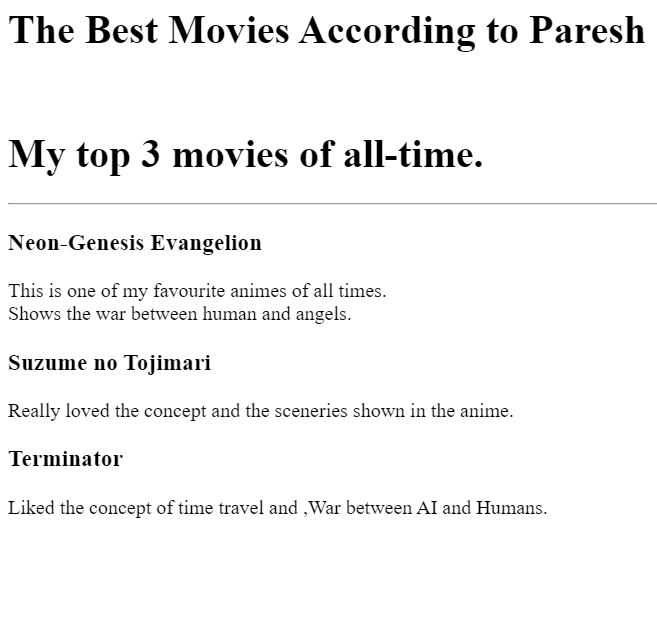 The Best Movies According to Paresh
My top 3 movies of all-time.
Neon-Genesis Evangelion
This is one of my favourite animes of all times.
Shows the war between human and angels.
Suzume no Tojimari
Really loved the concept and the sceneries shown in the anime.
Terminator
Liked the concept of time travel and ,War between AI and Humans.